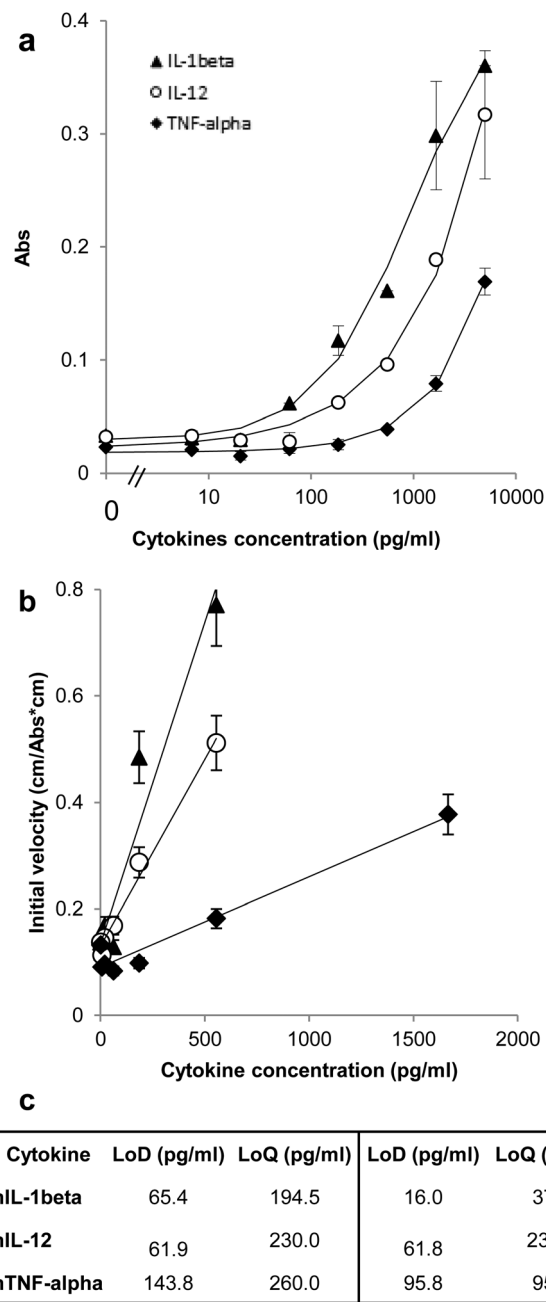 a
0.4
0.3
0.2
0.1
0
Abs
IL-1beta
IL-12
TNF-alpha
0
10
100
1000
10000
Cytokines concentration (pg/ml)
b
0.8
0.6
0.4
0.2
0
Initial velocity (cm/Abs*cm)
0
500
1000
1500
2000
Cytokine concentration (pg/ml)
c
Cytokine LoD (pg/ml) LoQ (pg/ml) LoD (pg/ml) LoQ (
IL-1beta 65.4 194.5 16.0 37
IL-12 61.9 230.0 61.8 23
TNF-alpha 143.8 260.0 95.8 95